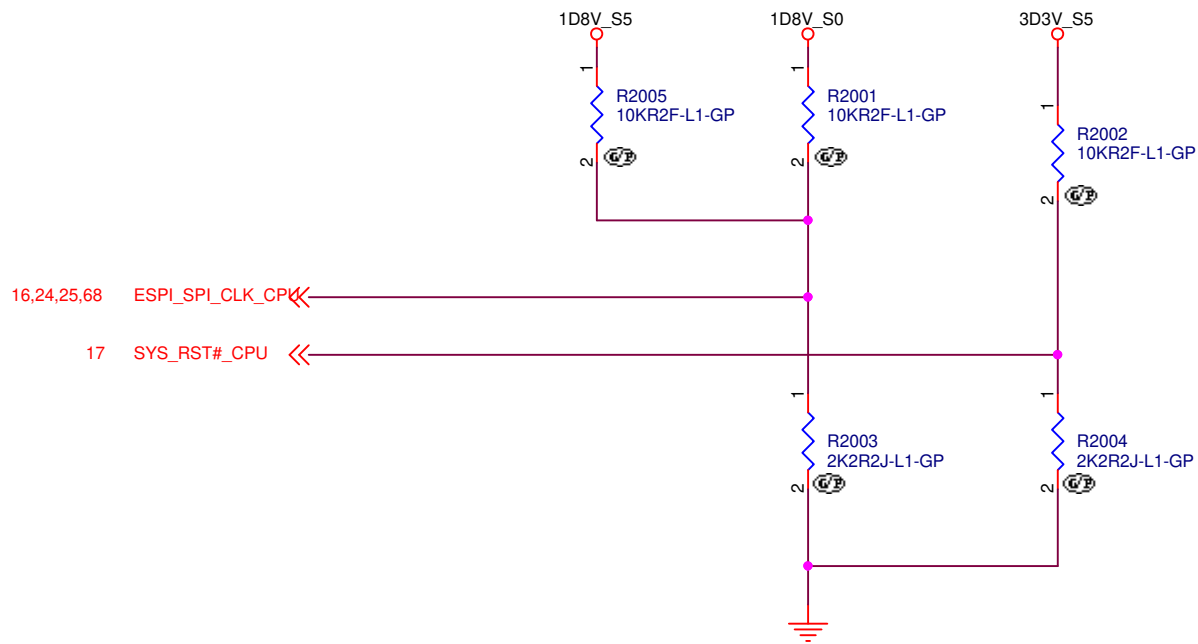 1D8V_S5
1D8V_S0
3D3V_S5
1
1
1
R2005
10KR2F-L1-GP
R2001
10KR2F-L1-GP
R2002
10KR2F-L1-GP
2
G/P
2
G/P
2
G/P
16,24,25,68
ESPI_SPI_CLK_CPU
17
SYS_RST#_CPU
1
1
R2003
2K2R2J-L1-GP
R2004
2K2R2J-L1-GP
2
G/P
2
G/P